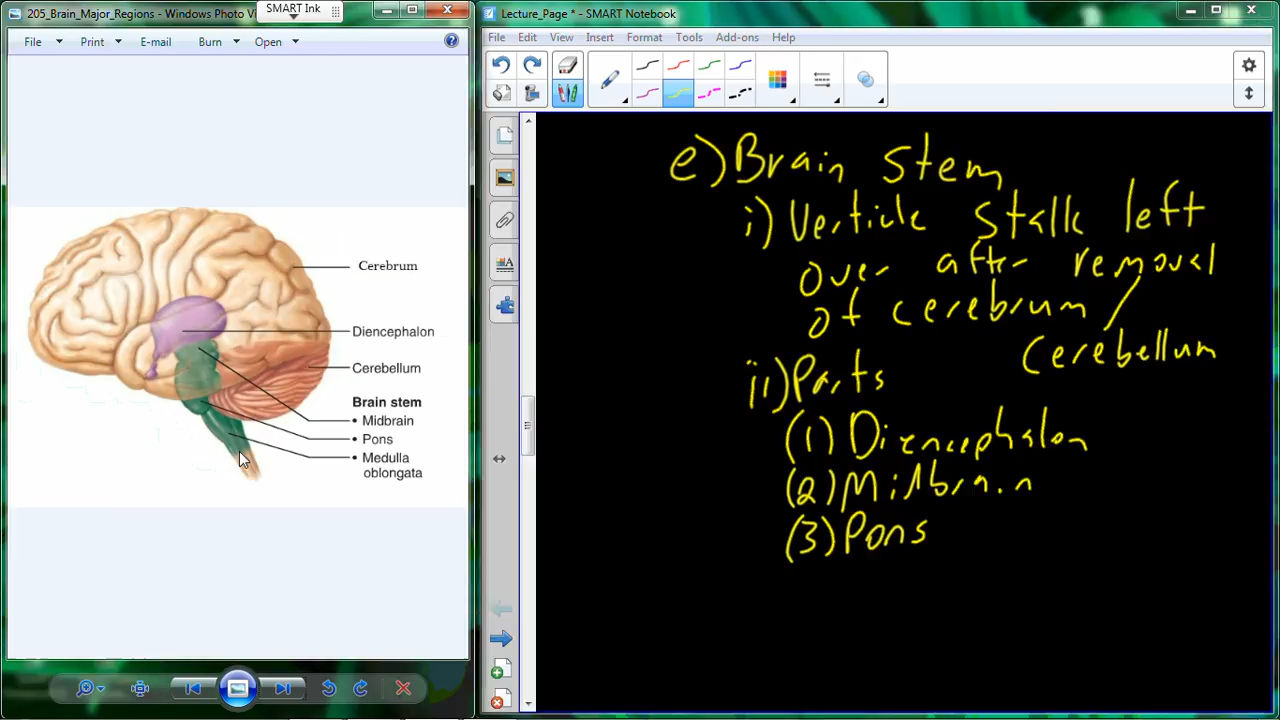 205_Brain_Major_Regions - Windows Photo Vi
SMART Ink
File Print E-mail Burn Open
Cerebrum
Diencephalon
Cerebellum
Brain stem
• Midbrain
• Pons
• Medulla
oblongata
Lecture_Page * - SMART Notebook
File Edit View Insert Format Tools Add-ons Help
e) Brain stem
i) Verticle stalk left
over after removal
of cerebrum /
cerebellum
ii) Parts
(1) Diencephalon
(2) Midbrain
(3) Pons